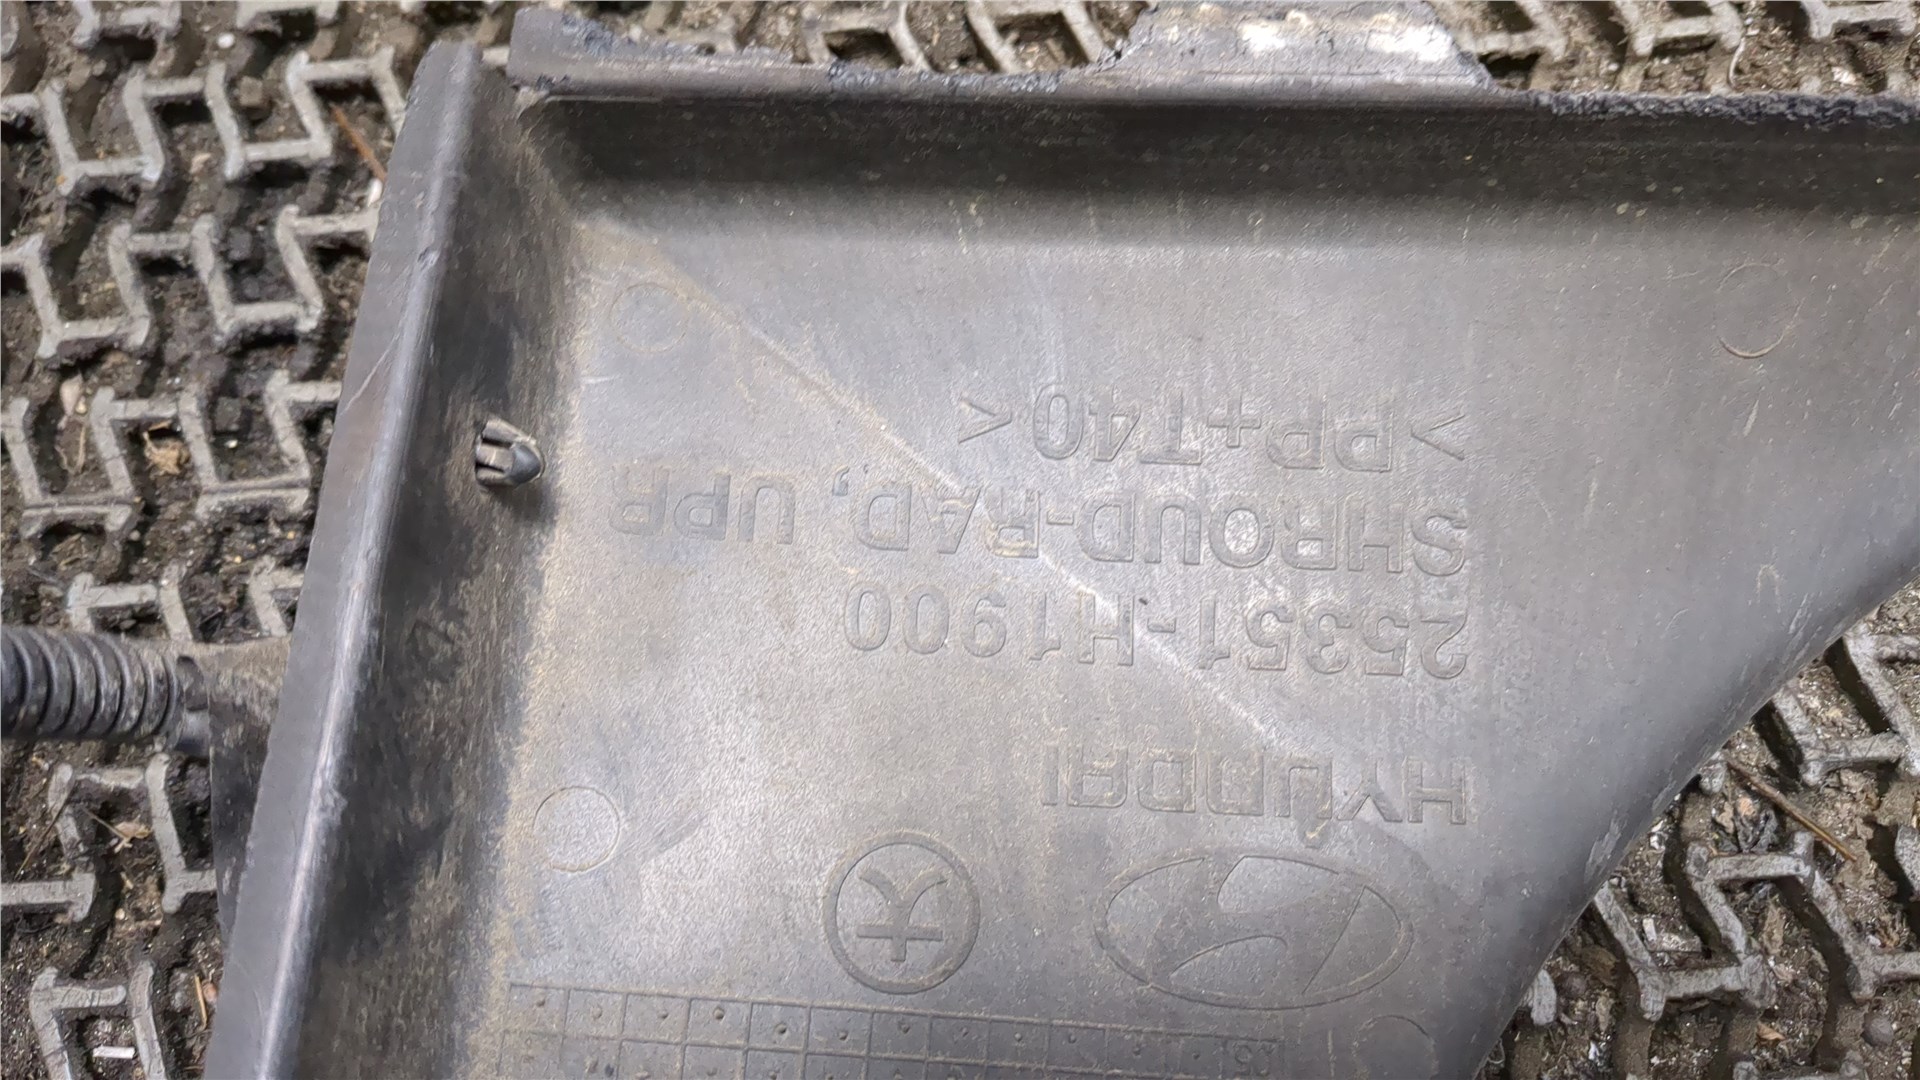 HYUNDAI
25351-H1900
SHROUD-RAD, UPR
>PP+T40<